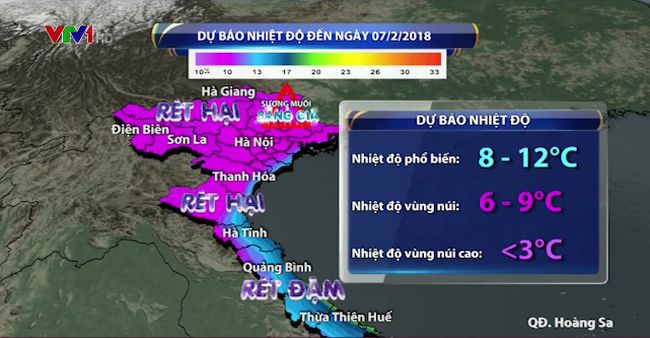 VTV1 HD
DỰ BÁO NHIỆT ĐỘ ĐẾN NGÀY 07/2/2018
10 10 13 17 20 23 26 29 33
Hà Giang
RÉT HẠI
SƯƠNG MUỐI
BĂNG GIÁ
Điện Biên
Sơn La
Hà Nội
Thanh Hóa
RÉT HẠI
Hà Tĩnh
Quảng Bình
RÉT ĐẬM
Thừa Thiên Huế
DỰ BÁO NHIỆT ĐỘ
Nhiệt độ phổ biến: 8 - 12°C
Nhiệt độ vùng núi: 6 - 9°C
Nhiệt độ vùng núi cao: <3°C
QĐ. Hoàng Sa